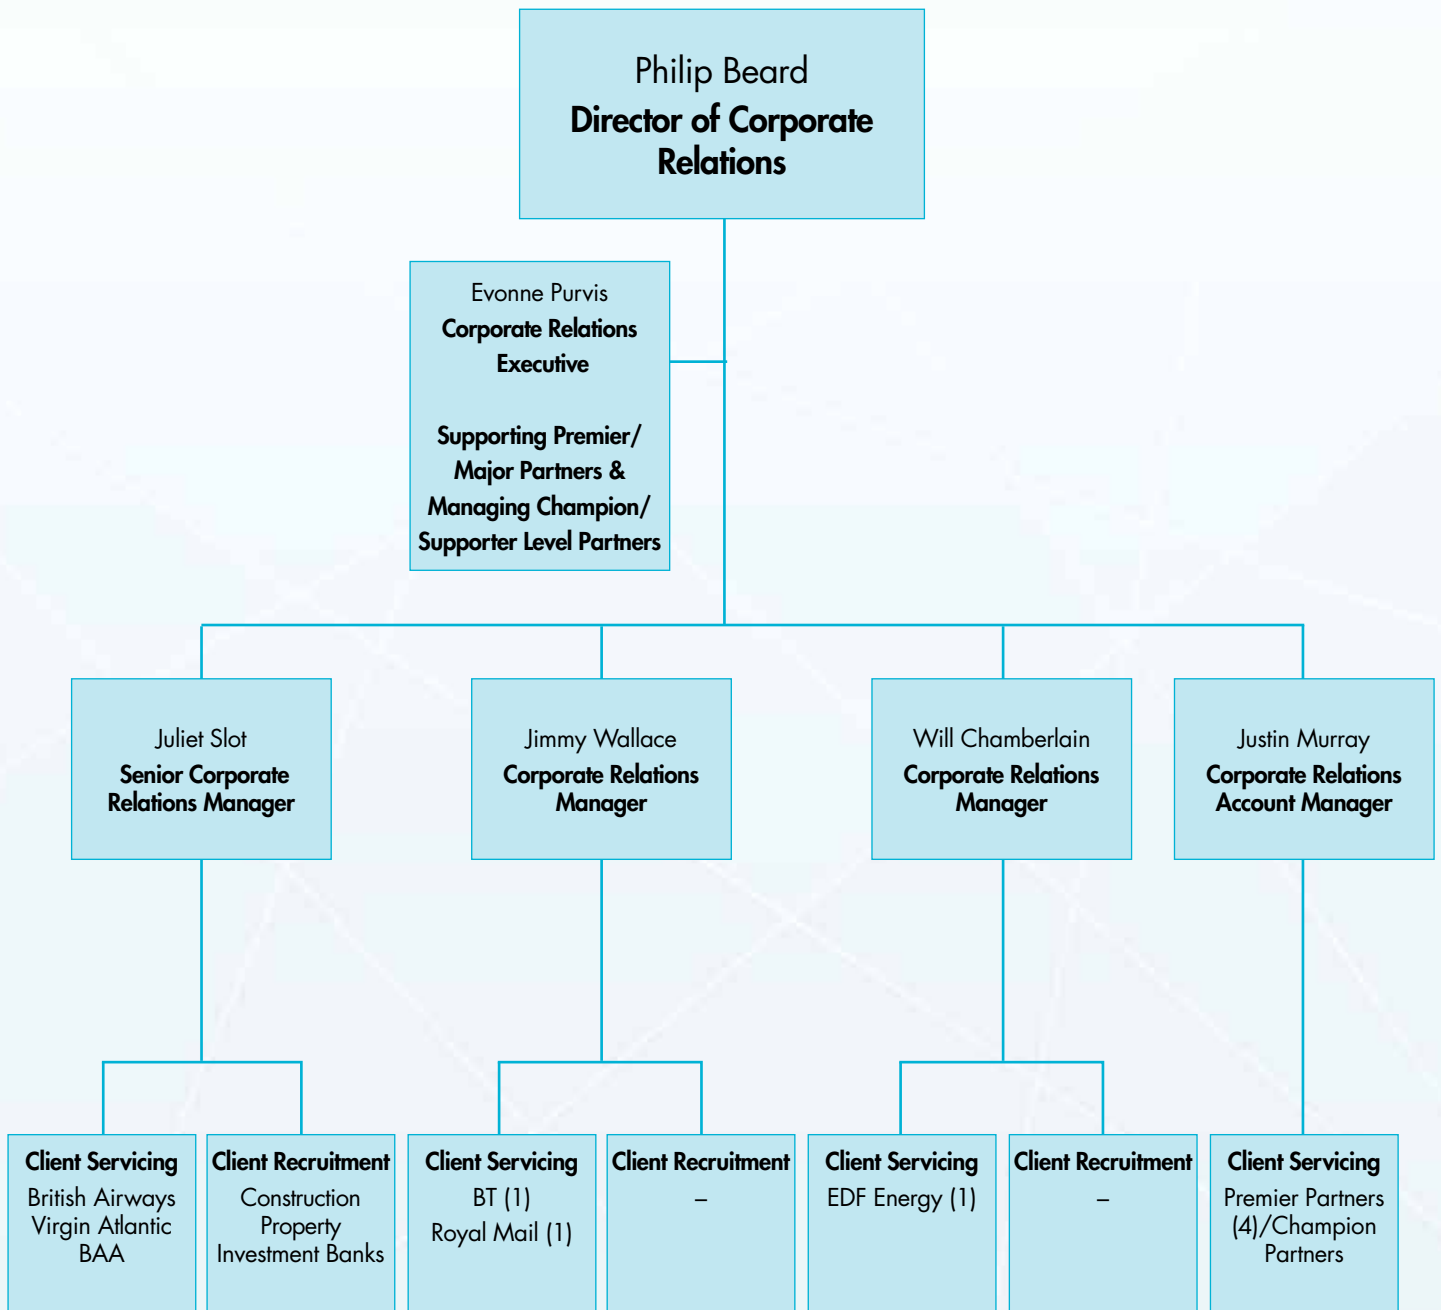 Philip Beard
Director of Corporate
Relations
Evonne Purvis
Corporate Relations
Executive
Supporting Premier/
Major Partners &
Managing Champion/
Supporter Level Partners
Juliet Slot
Senior Corporate
Relations Manager
Jimmy Wallace
Corporate Relations
Manager
Will Chamberlain
Corporate Relations
Manager
Justin Murray
Corporate Relations
Account Manager
Client Servicing
British Airways
Virgin Atlantic
BAA
Client Recruitment
Construction
Property
Investment Banks
Client Servicing
BT (1)
Royal Mail (1)
Client Recruitment
–
Client Servicing
EDF Energy (1)
Client Recruitment
–
Client Servicing
Premier Partners
(4)/Champion
Partners